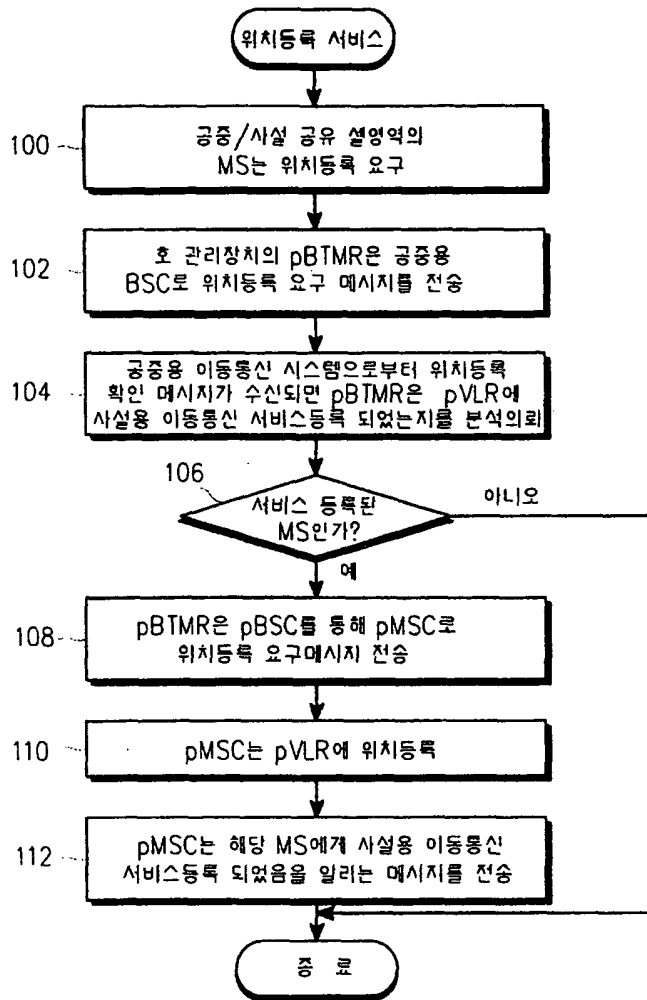 위치등록 서비스
100
공중/사설 공유 셀영역의
MS는 위치등록 요구
102
호 관리장치의 pBTMR은 공중용
BSC로 위치등록 요구 메시지를 전송
104
공중용 이동통신 시스템으로부터 위치등록
확인 메시지가 수신되면 pBTMR은 pVLR에
사설용 이동통신 서비스등록 되었는지를 분석의뢰
106
서비스 등록된
MS인가?
아니오
예
108
pBTMR은 pBSC를 통해 pMSC로
위치등록 요구메시지 전송
110
pMSC는 pVLR에 위치등록
112
pMSC는 해당 MS에게 사설용 이동통신
서비스등록 되었음을 알리는 메시지를 전송
종 료